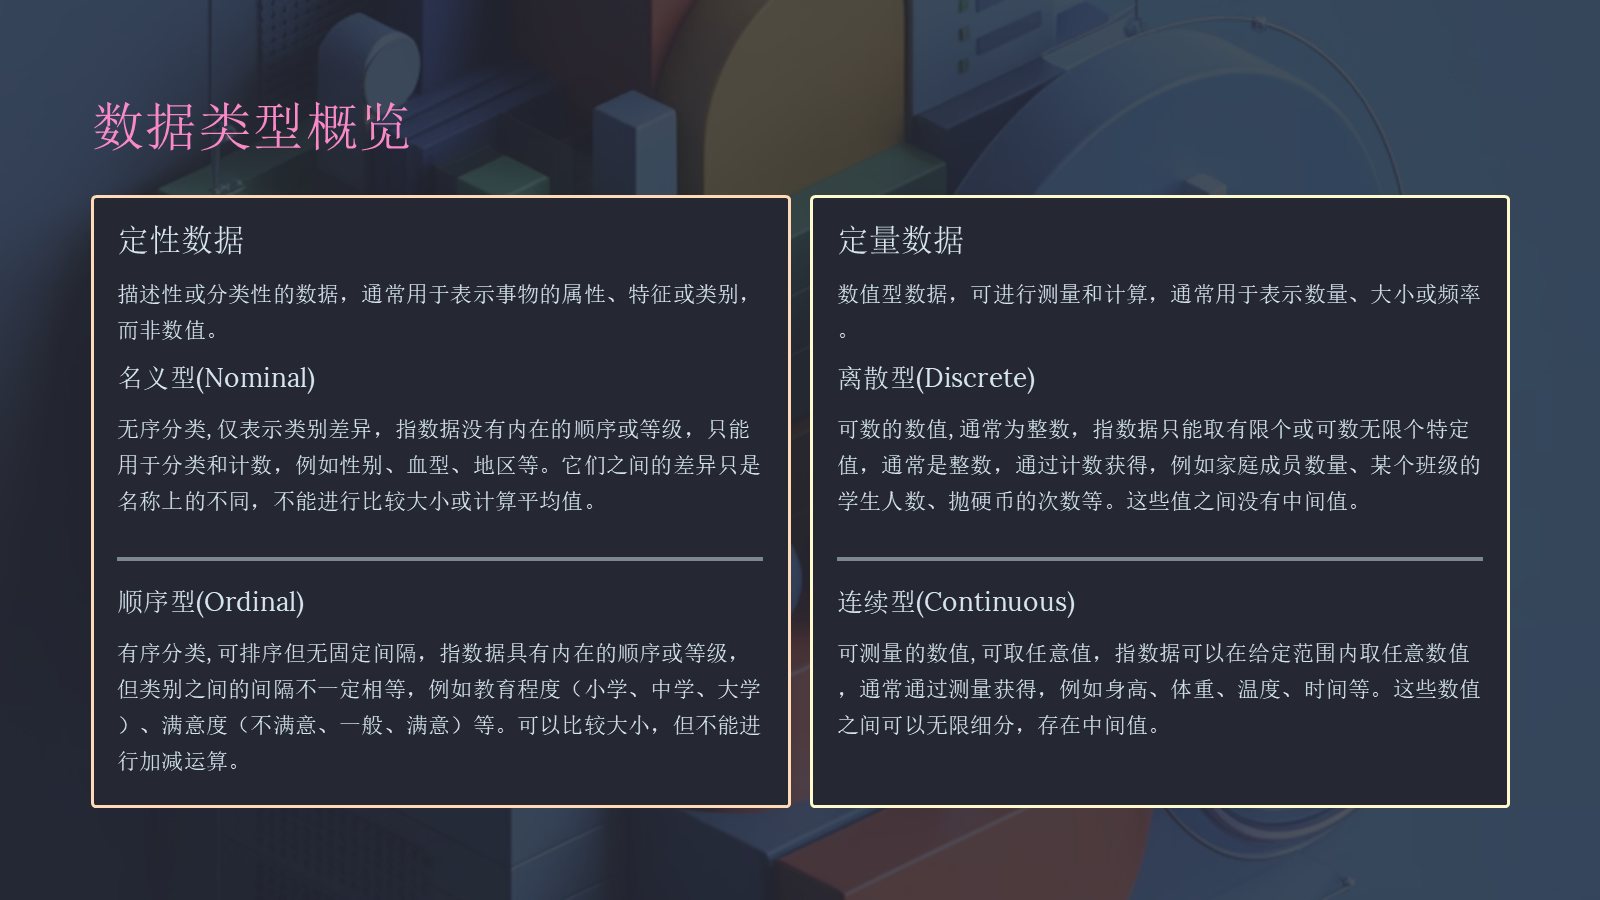 数据类型概览
定性数据
描述性或分类性的数据，通常用于表示事物的属性、特征或类别，
而非数值。
名义型(Nominal)
无序分类,仅表示类别差异，指数据没有内在的顺序或等级，只能
用于分类和计数，例如性别、血型、地区等。它们之间的差异只是
名称上的不同，不能进行比较大小或计算平均值。
顺序型(Ordinal)
有序分类,可排序但无固定间隔，指数据具有内在的顺序或等级，
但类别之间的间隔不一定相等，例如教育程度（小学、中学、大学
）、满意度（不满意、一般、满意）等。可以比较大小，但不能进
行加减运算。
定量数据
数值型数据，可进行测量和计算，通常用于表示数量、大小或频率
。
离散型(Discrete)
可数的数值,通常为整数，指数据只能取有限个或可数无限个特定
值，通常是整数，通过计数获得，例如家庭成员数量、某个班级的
学生人数、抛硬币的次数等。这些值之间没有中间值。
连续型(Continuous)
可测量的数值,可取任意值，指数据可以在给定范围内取任意数值
，通常通过测量获得，例如身高、体重、温度、时间等。这些数值
之间可以无限细分，存在中间值。